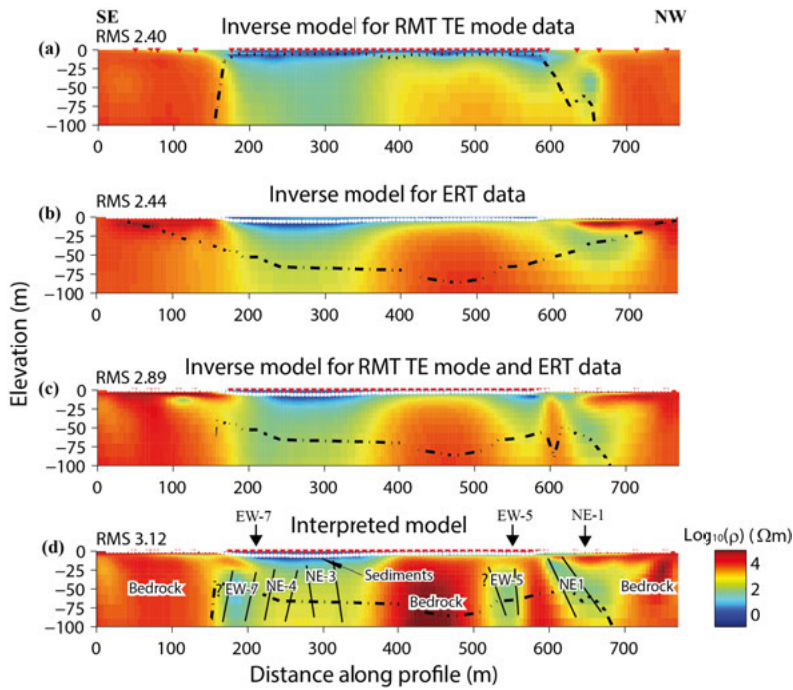 SE NW
Inverse model for RMT TE mode data
(a) RMS 2.40
0
-25
-50
-75
-100
0 100 200 300 400 500 600 700
Inverse model for ERT data
(b) RMS 2.44
0
-25
-50
-75
-100
0 100 200 300 400 500 600 700
Elevation (m)
Inverse model for RMT TE mode and ERT data
(c) RMS 2.89
0
-25
-50
-75
-100
0 100 200 300 400 500 600 700
EW-7 EW-5 NE-1
Interpreted model
(d) RMS 3.12
0
-25
-50
-75
-100
Bedrock ? EW-7 NE-4 NE-3 Sediments Bedrock ? EW-5 NE1 Bedrock
0 100 200 300 400 500 600 700
Distance along profile (m)
Log10(ρ) (Ωm)
4
3
2
1
0